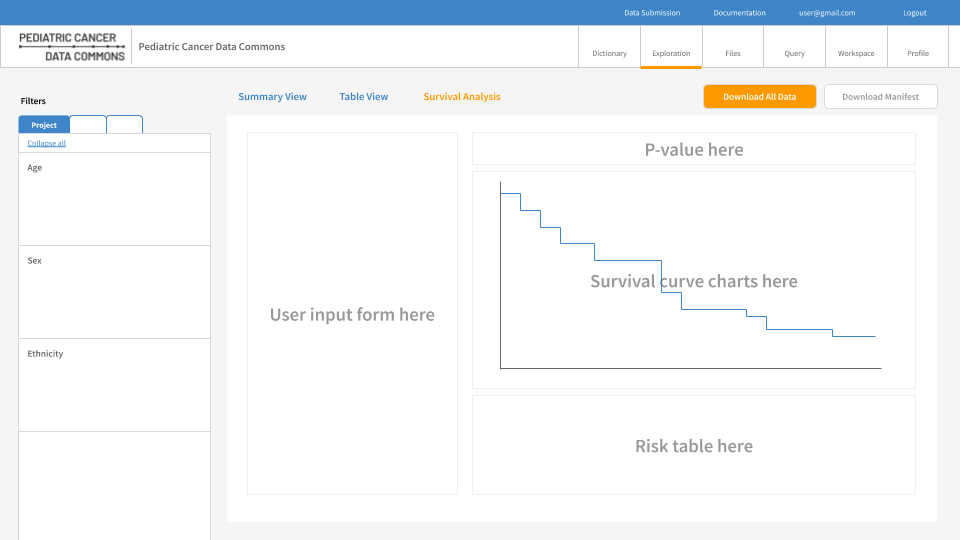 Data Submission
Documentation
user@gmail.com
Logout
PEDIATRIC CANCER
DATA COMMONS
Pediatric Cancer Data Commons
Dictionary
Exploration
Files
Query
Workspace
Profile
Filters
Summary View
Table View
Survival Analysis
Download All Data
Download Manifest
Project
Collapse all
Age
Sex
Ethnicity
User input form here
P-value here
Survival curve charts here
Risk table here